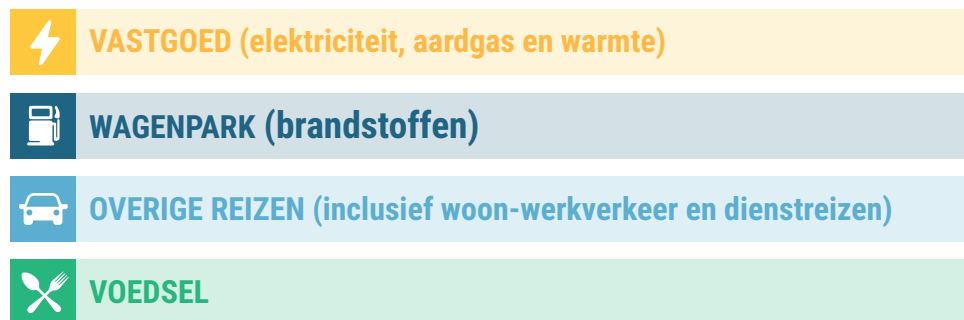 VASTGOED (elektriciteit, aardgas en warmte)
WAGENPARK (brandstoffen)
OVERIGE REIZEN (inclusief woon-werkverkeer en dienstreizen)
VOEDSEL